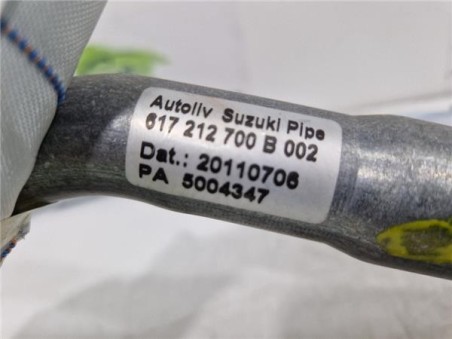 Autoliv Suzuki Pipe
617 212 700 B 002
Dat.: 20110706
PA 5004347